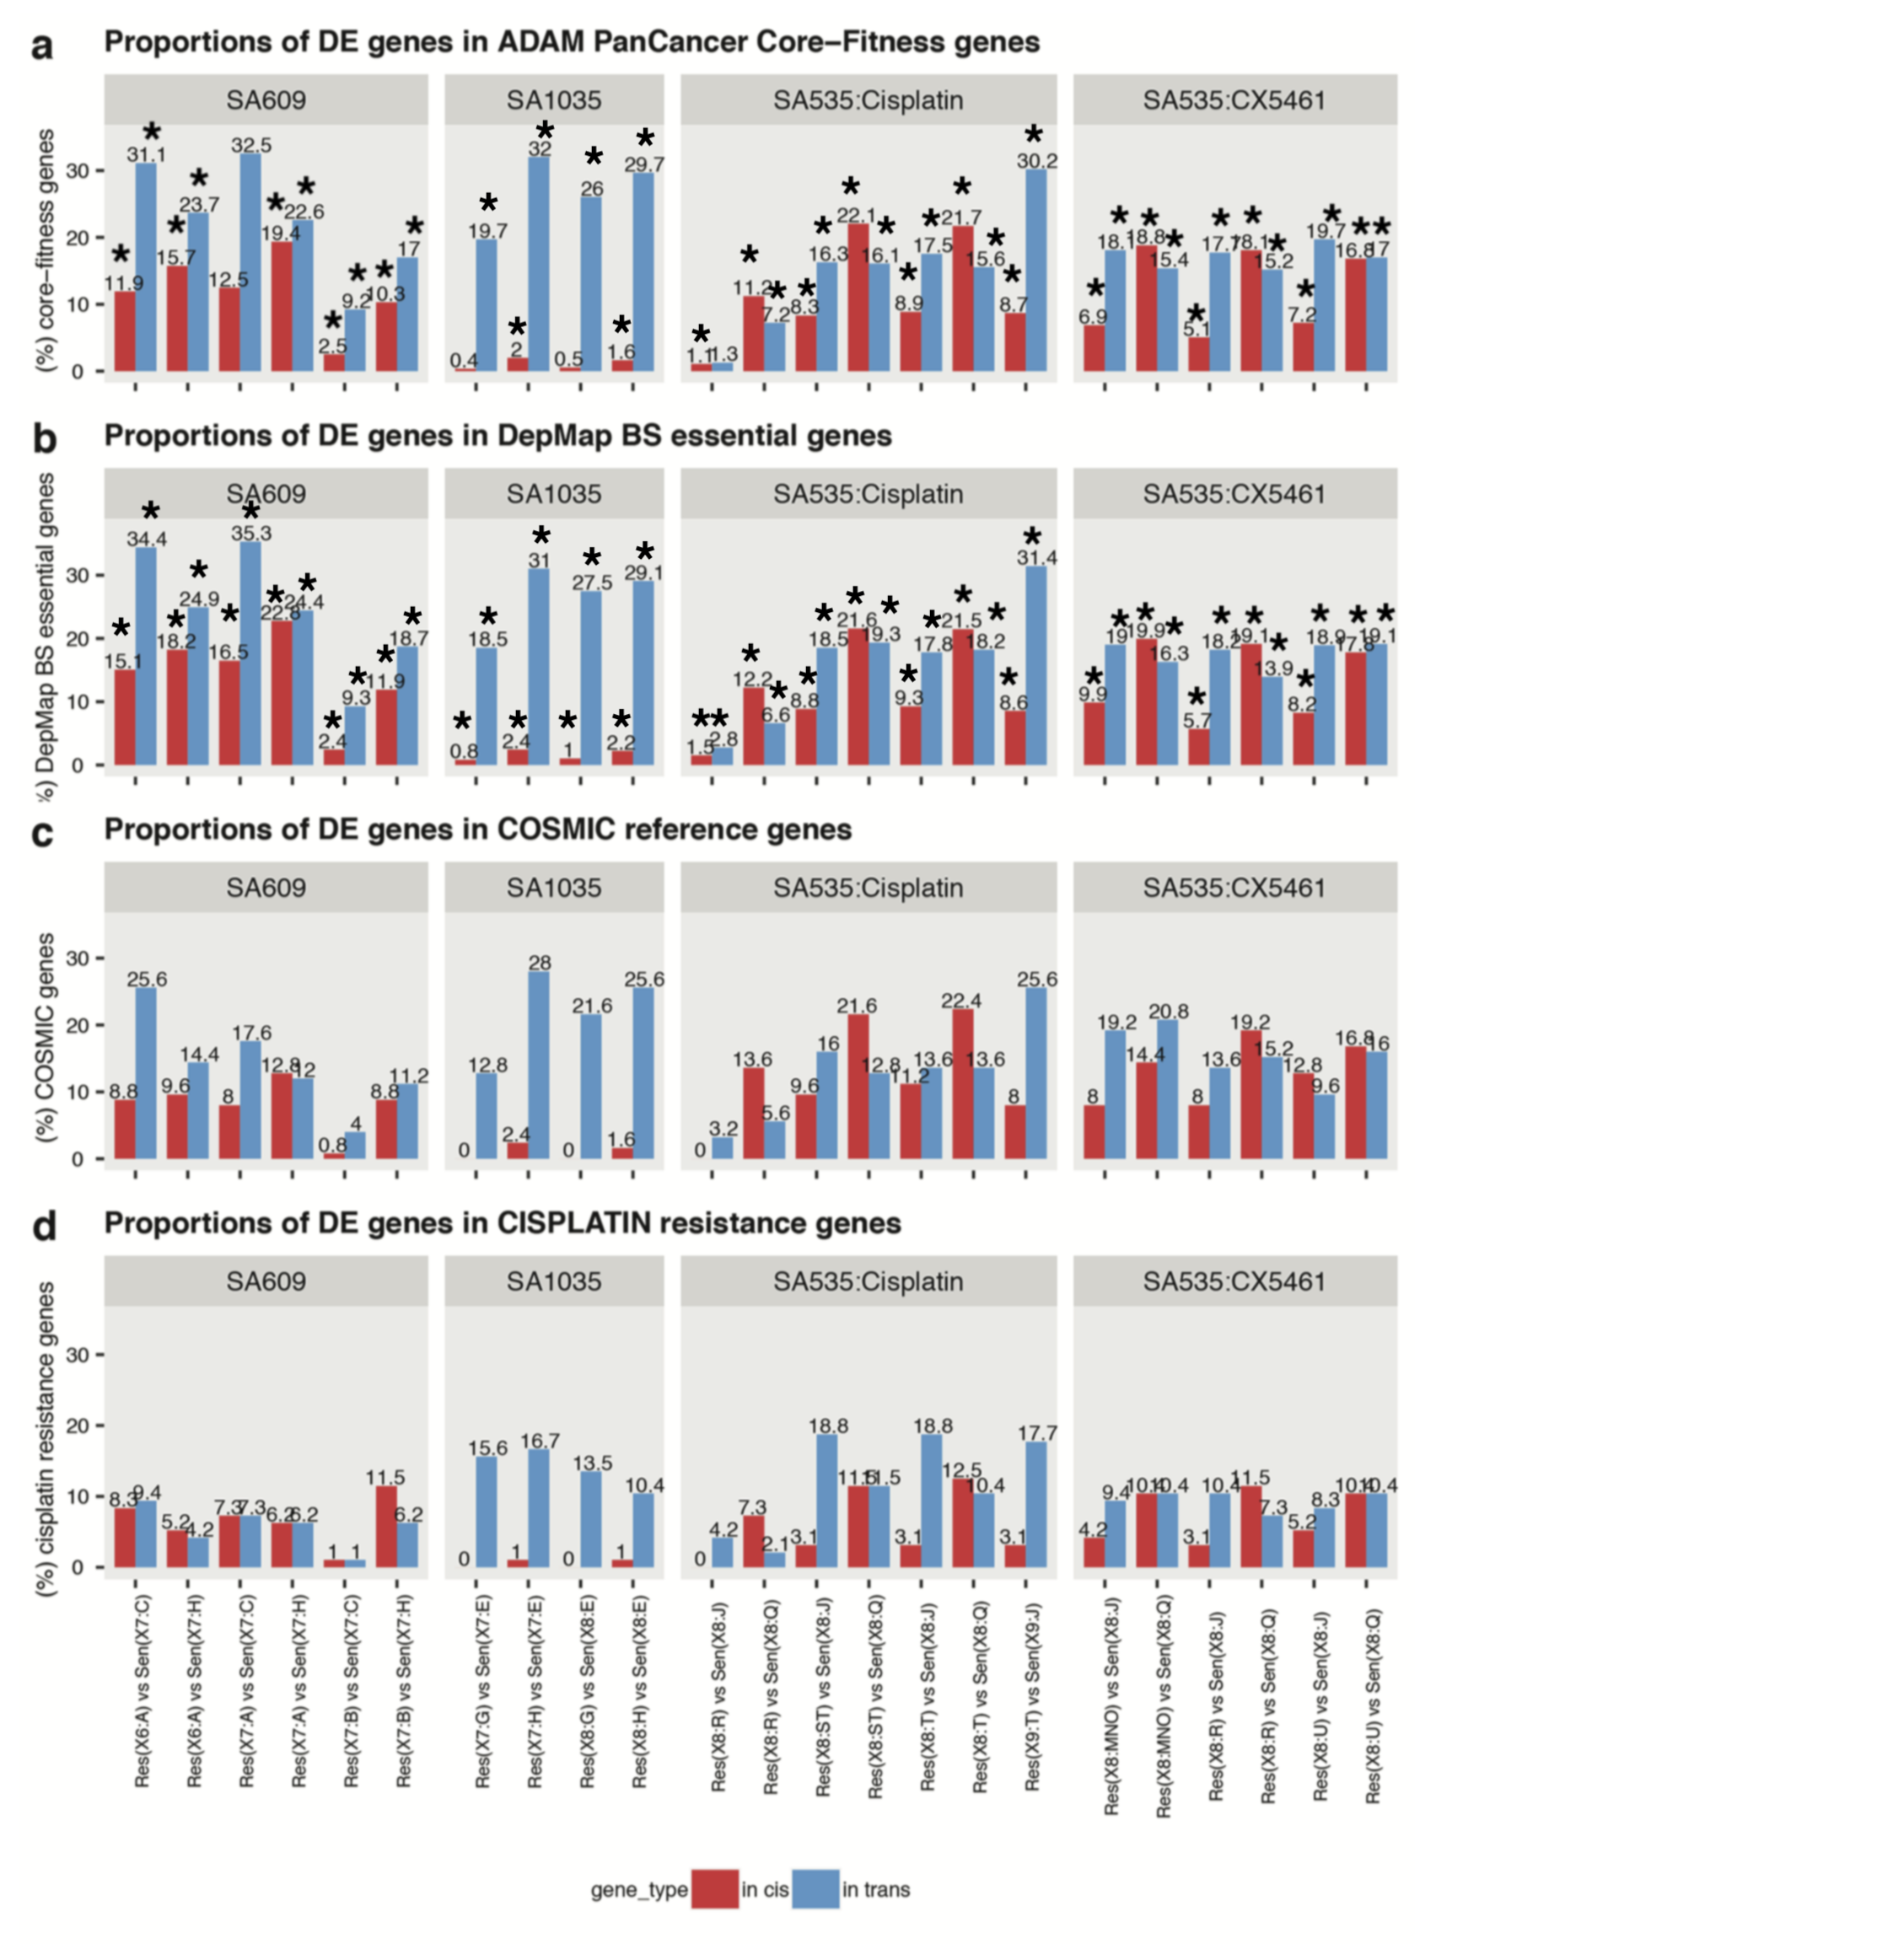 a Proportions of DE genes in ADAM PanCancer Core–Fitness genes
SA609 SA1035 SA535:Cisplatin SA535:CX5461
(%) core–fitness genes
30
20
10
0
11.9 31.1 15.7 23.7 12.5 32.5 19.4 22.6 2.5 9.2 10.3 17
0.4 19.7 2 32 0.5 26 1.6 29.7
1.1 1.3 11.2 7.2 8.3 16.3 22.1 16.1 8.9 17.5 21.7 15.6 8.7 30.2
6.9 18.1 18.8 15.4 5.1 17.7 18.1 15.2 7.2 19.7 16.8 17
b Proportions of DE genes in DepMap BS essential genes
SA609 SA1035 SA535:Cisplatin SA535:CX5461
%) DepMap BS essential genes
30
20
10
0
15.1 34.4 18.2 24.9 16.5 35.3 22.8 24.4 2.4 9.3 11.9 18.7
0.8 18.5 2.4 31 1 27.5 2.2 29.1
1.5 2.8 12.2 6.6 8.8 18.5 21.6 19.3 9.3 17.8 21.5 18.2 8.6 31.4
9.9 19 19.9 16.3 5.7 18.2 19.1 13.9 8.2 18.9 17.8 19.1
c Proportions of DE genes in COSMIC reference genes
SA609 SA1035 SA535:Cisplatin SA535:CX5461
(%) COSMIC genes
30
20
10
0
8.8 25.6 9.6 14.4 8 17.6 12.8 12 0.8 4 8.8 11.2
0 12.8 2.4 28 0 21.6 1.6 25.6
0 3.2 13.6 5.6 9.6 16 21.6 12.8 11.2 13.6 22.4 13.6 8 25.6
8 19.2 14.4 20.8 8 13.6 19.2 15.2 12.8 9.6 16.8 16
d Proportions of DE genes in CISPLATIN resistance genes
SA609 SA1035 SA535:Cisplatin SA535:CX5461
(%) cisplatin resistance genes
30
20
10
0
8.3 9.4 5.2 4.2 7.3 7.3 6.2 6.2 1 1 11.5 6.2
0 15.6 1 16.7 0 13.5 1 10.4
0 4.2 7.3 2.1 3.1 18.8 11.5 11.5 3.1 18.8 12.5 10.4 3.1 17.7
4.2 9.4 10.4 10.4 3.1 10.4 11.5 7.3 5.2 8.3 10.4 10.4
Res(X6:A) vs Sen(X7:C)
Res(X6:A) vs Sen(X7:H)
Res(X7:A) vs Sen(X7:C)
Res(X7:A) vs Sen(X7:H)
Res(X7:B) vs Sen(X7:C)
Res(X7:B) vs Sen(X7:H)
Res(X7:G) vs Sen(X7:E)
Res(X7:H) vs Sen(X7:E)
Res(X8:G) vs Sen(X8:E)
Res(X8:H) vs Sen(X8:E)
Res(X8:R) vs Sen(X8:J)
Res(X8:R) vs Sen(X8:Q)
Res(X8:ST) vs Sen(X8:J)
Res(X8:ST) vs Sen(X8:Q)
Res(X8:T) vs Sen(X8:J)
Res(X8:T) vs Sen(X8:Q)
Res(X9:T) vs Sen(X9:J)
Res(X8:MNO) vs Sen(X8:J)
Res(X8:MNO) vs Sen(X8:Q)
Res(X8:R) vs Sen(X8:J)
Res(X8:R) vs Sen(X8:Q)
Res(X8:U) vs Sen(X8:J)
Res(X8:U) vs Sen(X8:Q)
gene_type in cis in trans